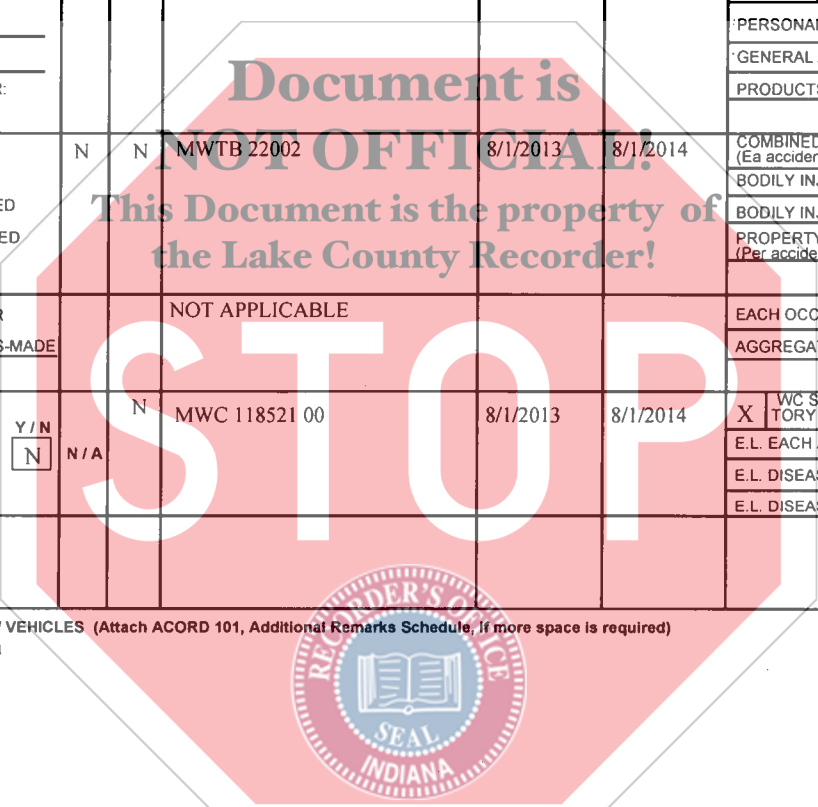 PERSONAL
GENERAL
PRODUCTS
Document is
NOT OFFICIAL!
This Document is the property of
the Lake County Recorder!
STOP
N N MWTB 22002 8/1/2013 8/1/2014 COMBINED
(Ea acciden
BODILY INJ
ED BODILY INJ
ED PROPERTY
(Per accide
R NOT APPLICABLE EACH OCC
S-MADE AGGREGAT
N MWC 118521 00 8/1/2013 8/1/2014 X WC S
TORY
Y / N
N N / A E.L. EACH
E.L. DISEAS
E.L. DISEAS
VEHICLES (Attach ACORD 101, Additional Remarks Schedule, if more space is required)
RECORDER'S OFFICE
SEAL
INDIANA